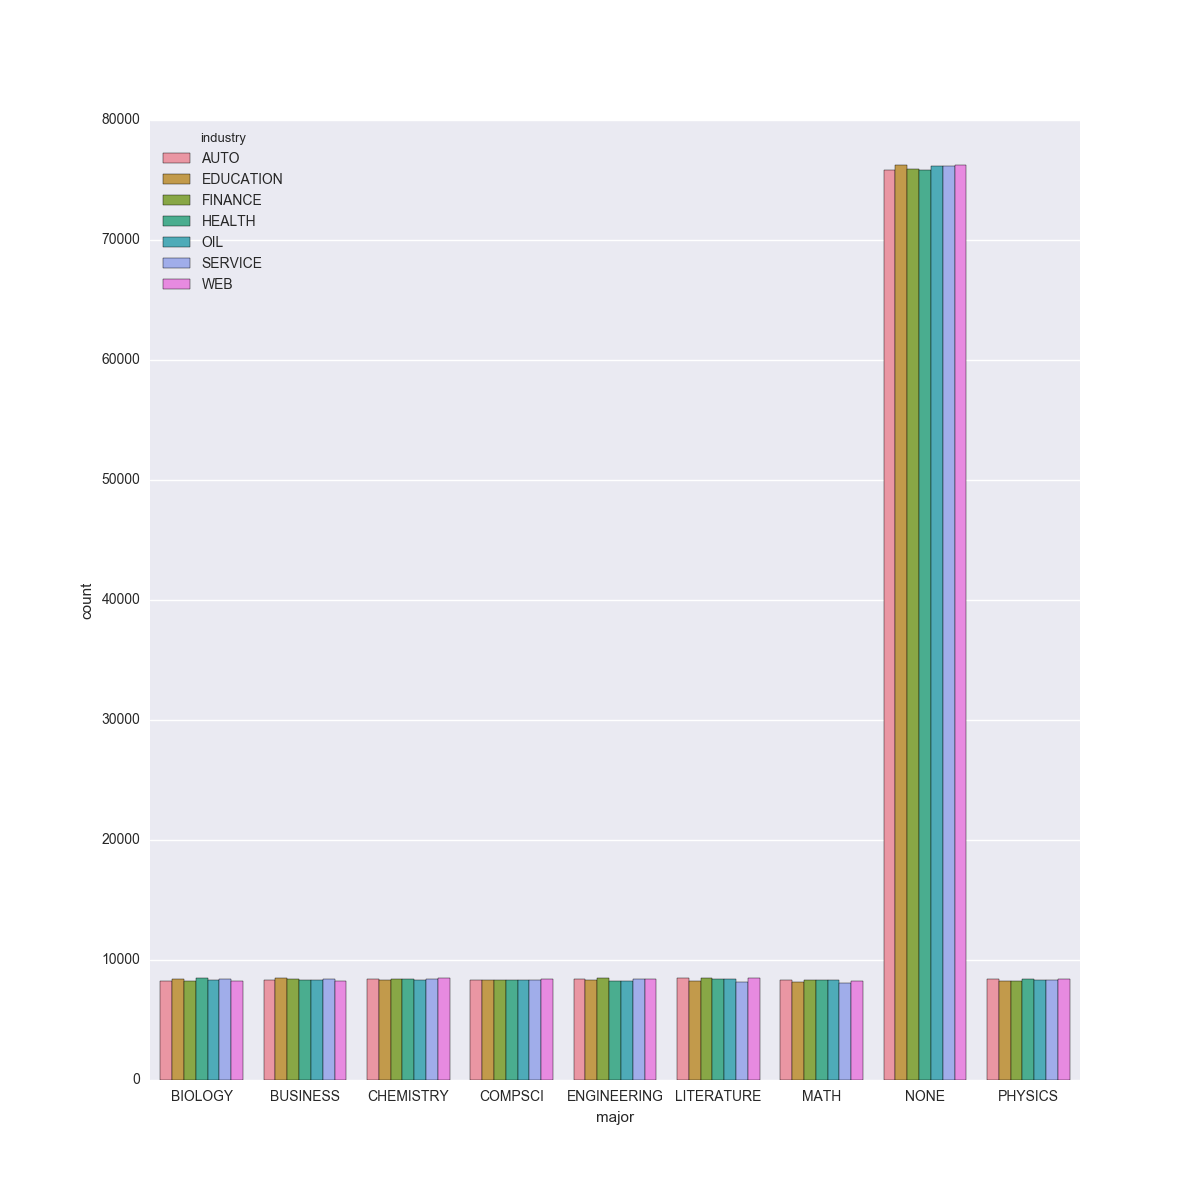 80000
70000
60000
50000
40000
30000
20000
10000
0
count
industry
AUTO
EDUCATION
FINANCE
HEALTH
OIL
SERVICE
WEB
BIOLOGY BUSINESS CHEMISTRY COMPSCI ENGINEERING LITERATURE MATH NONE PHYSICS
major